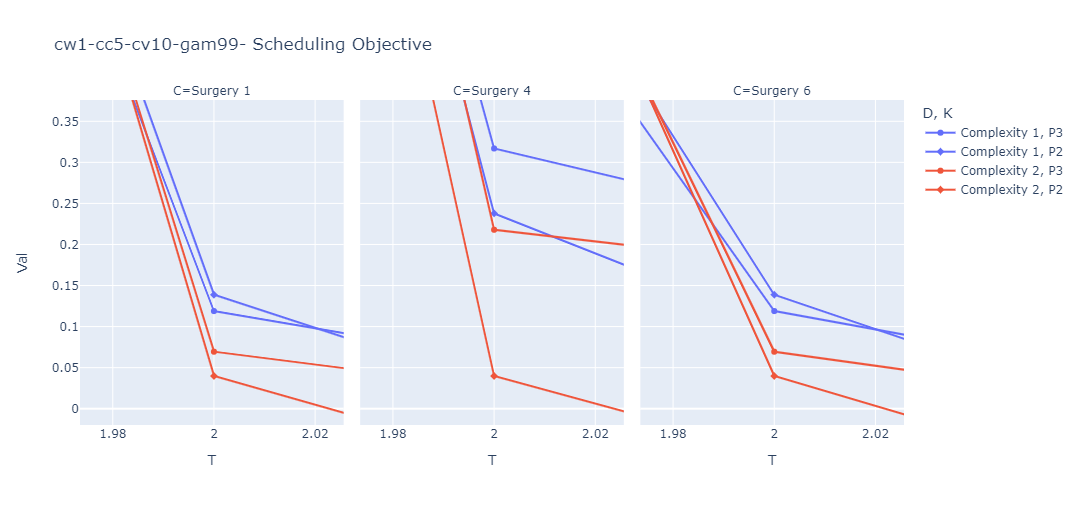 cw1-cc5-cv10-gam99- Scheduling Objective
C=Surgery 1
C=Surgery 4
C=Surgery 6
D, K
Complexity 1, P3
Complexity 1, P2
Complexity 2, P3
Complexity 2, P2
Val
0.35
0.3
0.25
0.2
0.15
0.1
0.05
0
1.98 2 2.02
1.98 2 2.02
1.98 2 2.02
T
T
T